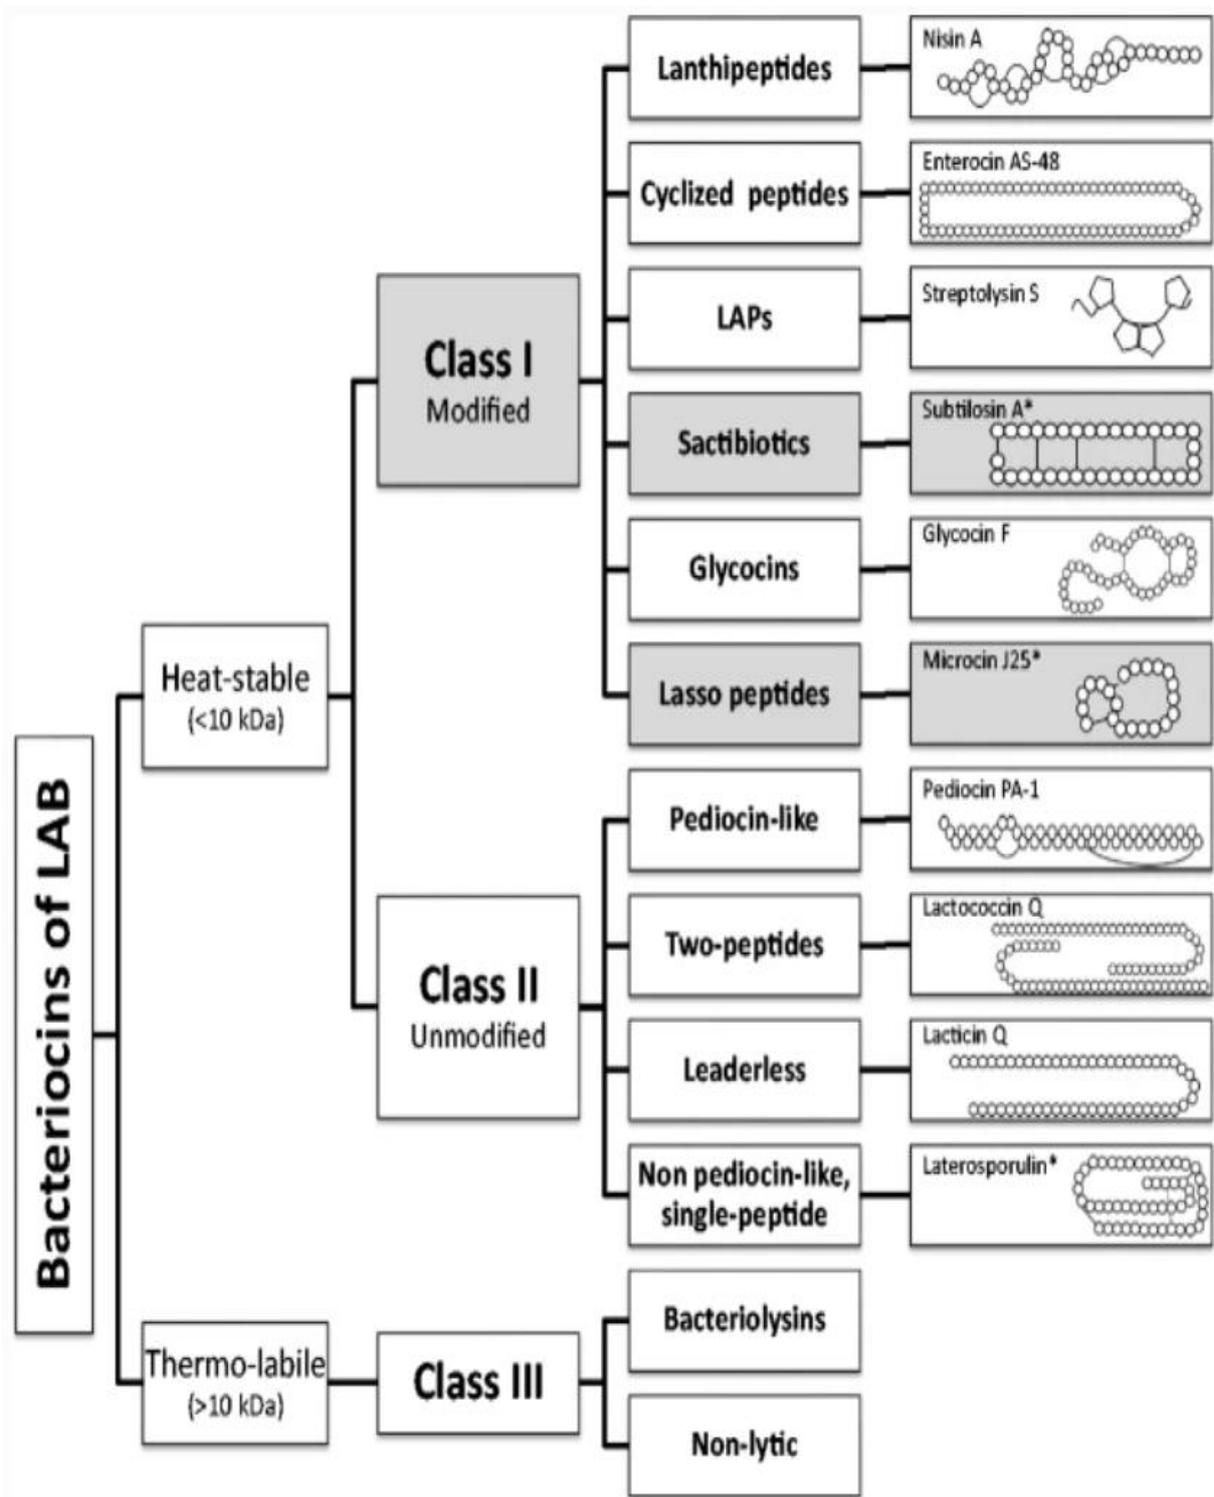 Bacteriocins of LAB
Heat-stable
(<10 kDa)
Thermo-labile
(>10 kDa)
Class I
Modified
Class II
Unmodified
Class III
Lanthipeptides
Nisin A
Cyclized peptides
Enterocin AS-48
LAPs
Streptolysin S
Sactibiotics
Subtilosin A*
Glycocins
Glycocin F
Lasso peptides
Microcin J25*
Pediocin-like
Pediocin PA-1
Two-peptides
Lactococcin Q
Leaderless
Lacticin Q
Non pediocin-like,
single-peptide
Laterosporulin*
Bacteriolysins
Non-lytic